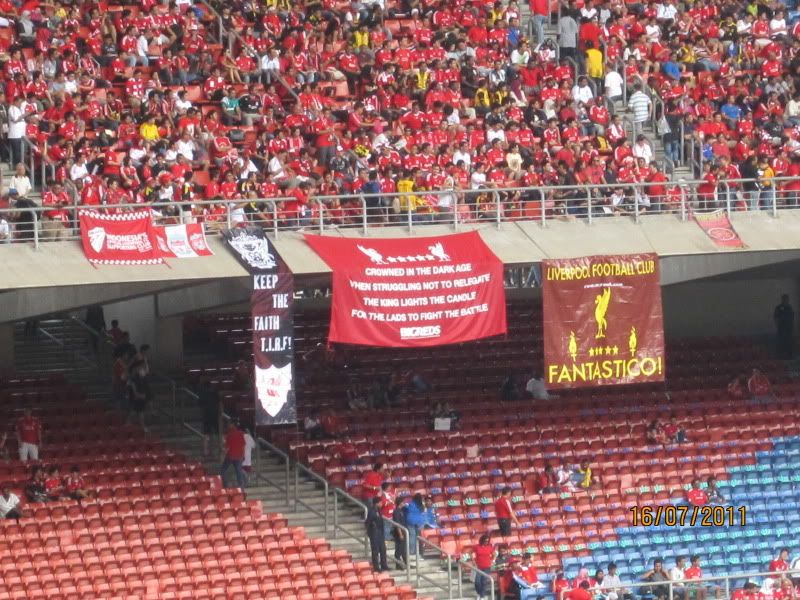 INDONESIA
KEEP
THE
FAITH
T.I.R.F!
CROWNED IN THE DARK AGE
WHEN STRUGGLING NOT TO RELEGATE
THE KING LIGHTS THE CANDLE
FOR THE LADS TO FIGHT THE BATTLE.
BIGREDS
LIVERPOOL FOOTBALL CLUB
FANTASTICO!
16/07/2011